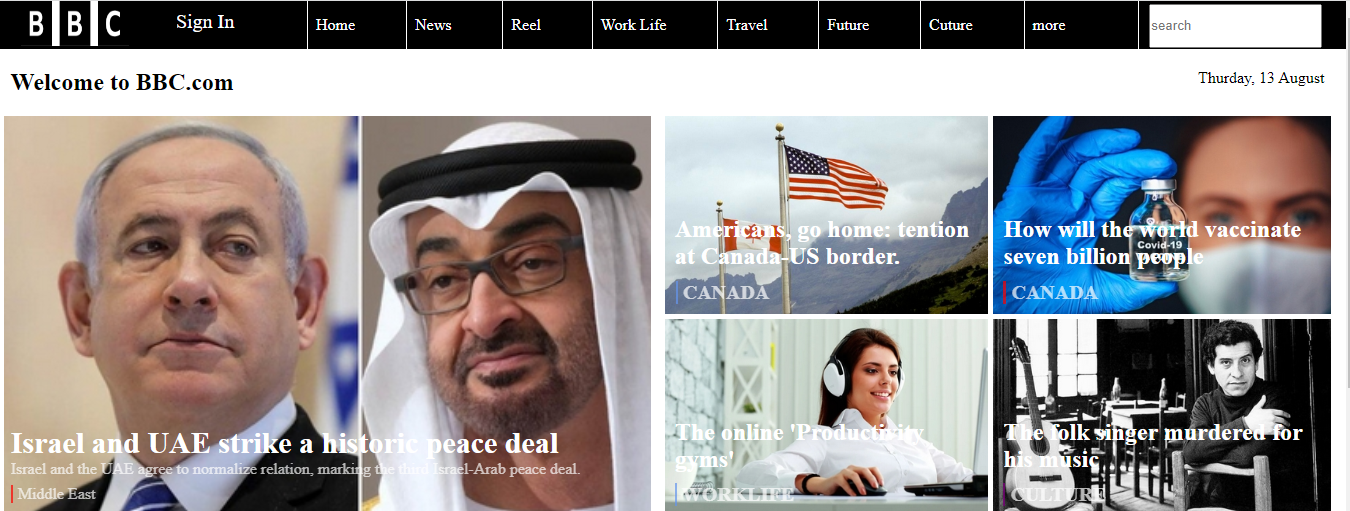 BBC Sign In Home News Reel Work Life Travel Future Cuture more search
Welcome to BBC.com
Thurday, 13 August
Israel and UAE strike a historic peace deal
Israel and the UAE agree to normalize relation, marking the third Israel-Arab peace deal.
Middle East
Americans, go home: tention
at Canada-US border.
CANADA
Covid-19
How will the world vaccinate
seven billion people
CANADA
The online 'Productivity
gyms'
WORKLIFE
The folk singer murdered for
his music
CULTURE